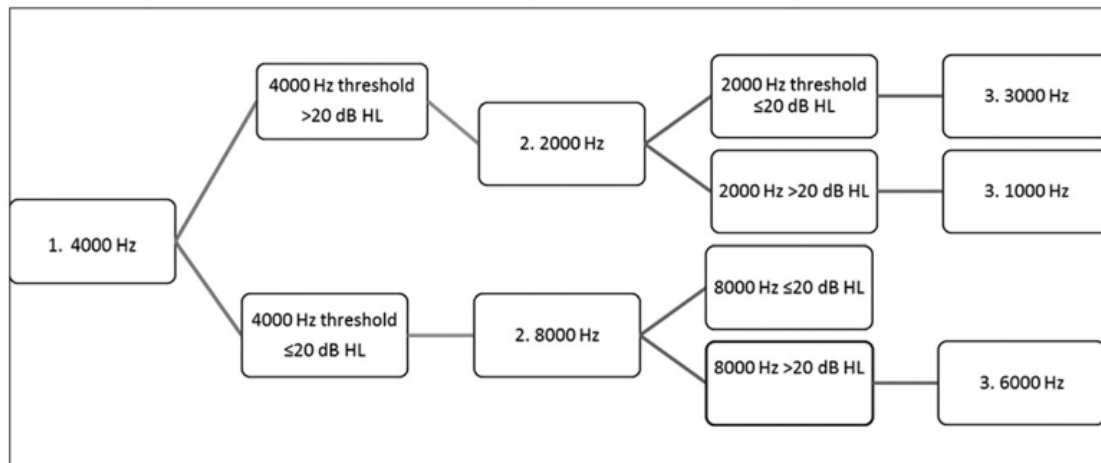 4000 Hz threshold
>20 dB HL
2000 Hz threshold
≤20 dB HL
3. 3000 Hz
2. 2000 Hz
2000 Hz >20 dB HL
3. 1000 Hz
1. 4000 Hz
4000 Hz threshold
≤20 dB HL
2. 8000 Hz
8000 Hz ≤20 dB HL
8000 Hz >20 dB HL
3. 6000 Hz